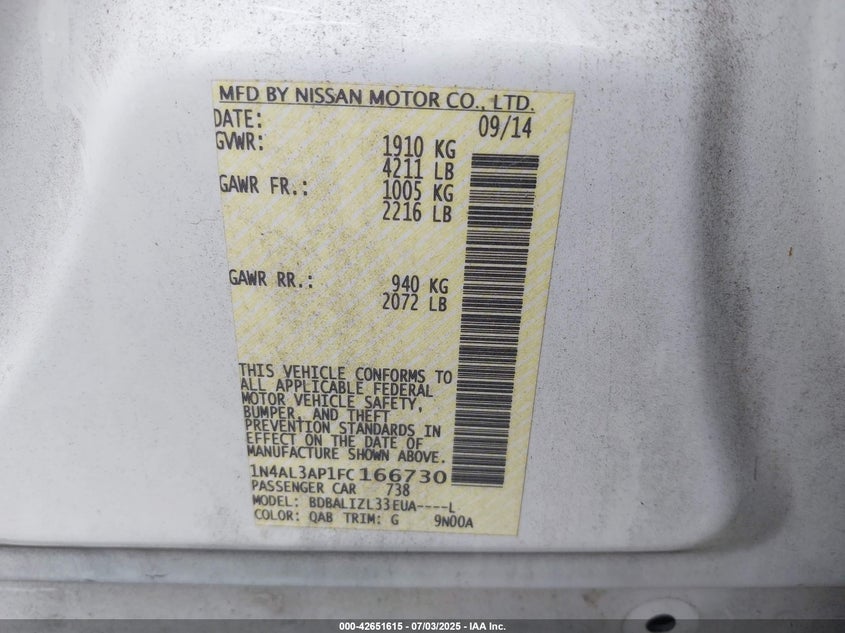 MFD BY NISSAN MOTOR CO., LTD.
DATE: 09/14
GVWR: 1910 KG
4211 LB
GAWR FR.: 1005 KG
2216 LB
GAWR RR.: 940 KG
2072 LB
THIS VEHICLE CONFORMS TO
ALL APPLICABLE FEDERAL
MOTOR VEHICLE SAFETY,
BUMPER, AND THEFT
PREVENTION STANDARDS IN
EFFECT ON THE DATE OF
MANUFACTURE SHOWN ABOVE.
1N4AL3AP1FC166730
PASSENGER CAR 738
MODEL: BDBALIZL33EUA----L
COLOR: QAB TRIM: G 9N00A
000-42651615 - 07/03/2025 - IAA Inc.